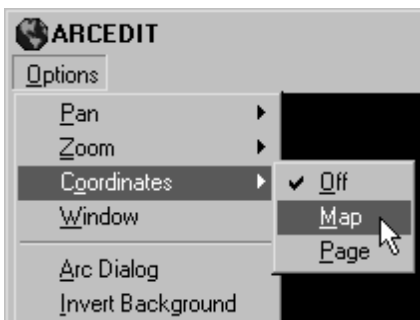 ARCEDIT
Options
Pan
Zoom
Coordinates
Off
Window
Map
Page
Arc Dialog
Invert Background